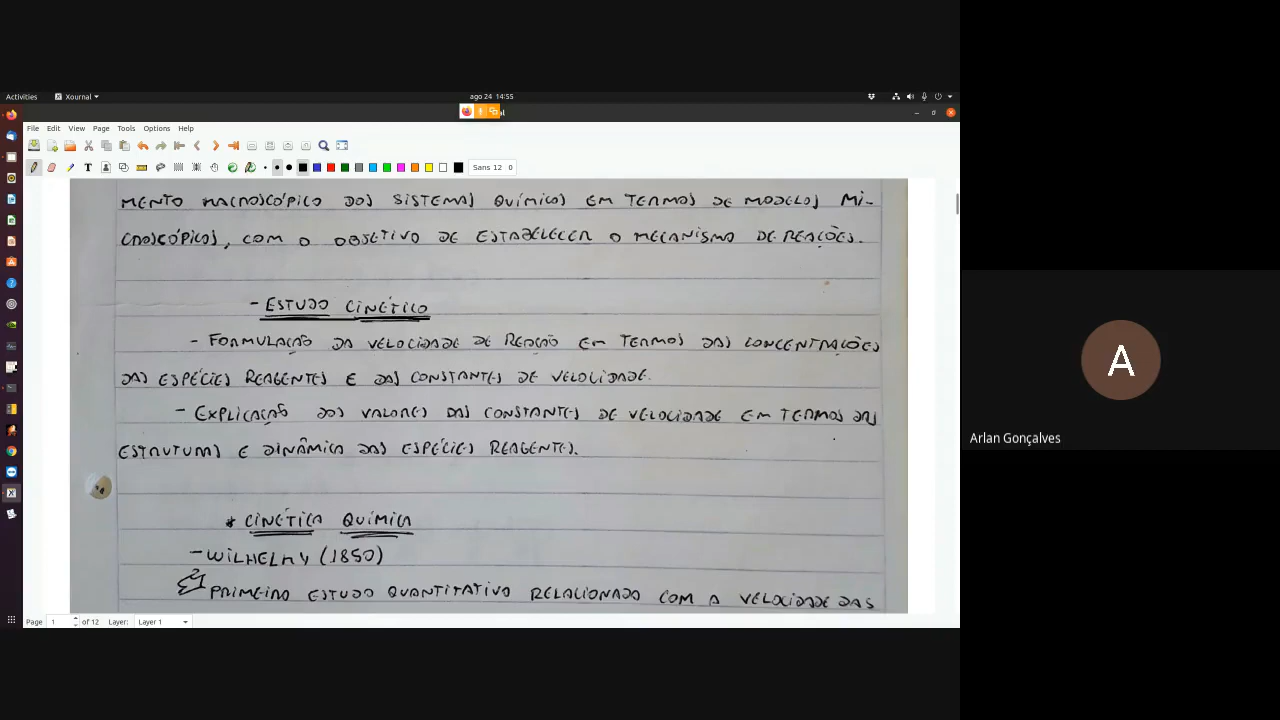 Activities Xournal ago 24 14:55
File Edit View Page Tools Options Help
Sans 12 0
MENTO MACROSCÓPICO DOS SISTEMAS QUÍMICOS EM TERMOS DE MODELOS MI-
CROSCÓPICOS, COM O OBJETIVO DE ESTABELECER O MECANISMO DE REAÇÕES.
- ESTUDO CINÉTICO
- FORMULAÇÃO DA VELOCIDADE DE REAÇÃO EM TERMOS DAS CONCENTRAÇÕES
DAS ESPÉCIES REAGENTES E DAS CONSTANTES DE VELOCIDADE.
- EXPLICAÇÃO DOS VALORES DAS CONSTANTES DE VELOCIDADE EM TERMOS DAS
ESTRUTURAS E DINÂMICA DAS ESPÉCIES REAGENTES.
* CINÉTICA QUÍMICA
- WILHELMY (1850)
PRIMEIRO ESTUDO QUANTITATIVO RELACIONADO COM A VELOCIDADE DAS
Page 1 of 12 Layer: Layer 1
A
Arlan Gonçalves